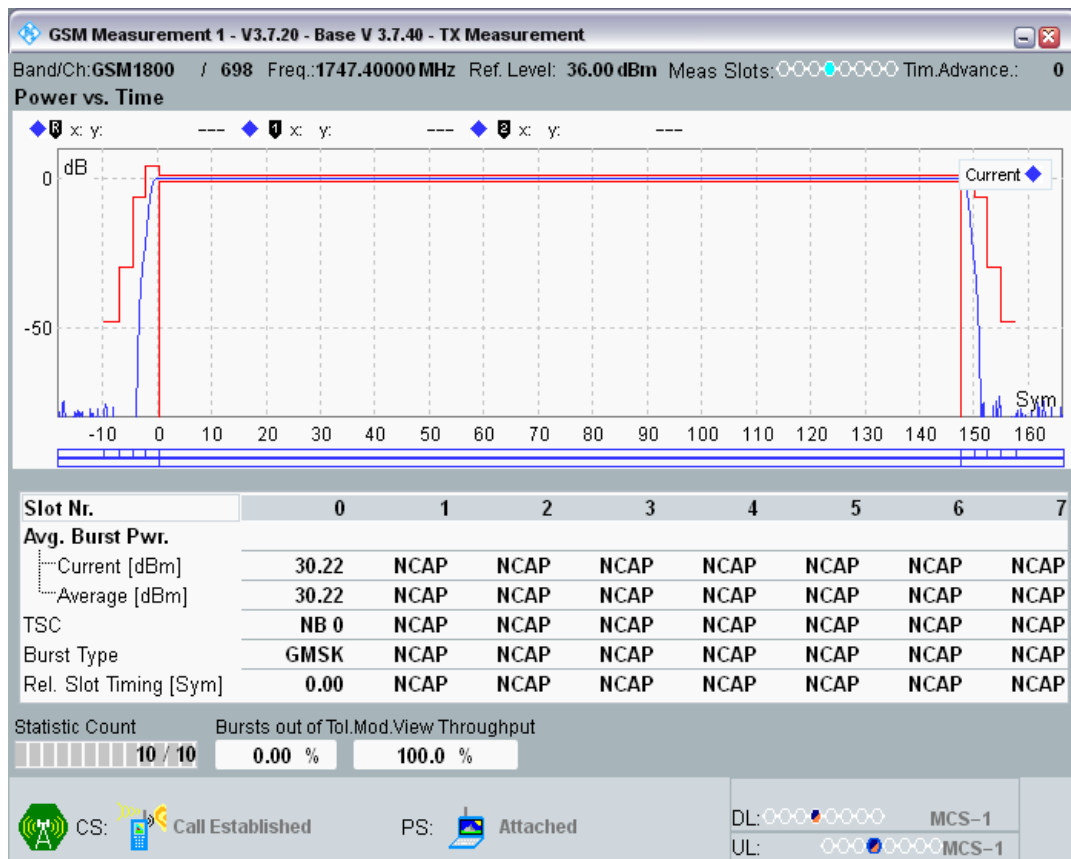 GSM Measurement 1 - V3.7.20 - Base V 3.7.40 - TX Measurement
Band/Ch:GSM1800 / 698 Freq.:1747.40000 MHz Ref. Level: 36.00 dBm Meas Slots: Tim.Advance.: 0
Power vs. Time
R x: y: --- 1 x: y: --- 2 x: y: ---
dB
Current
0
-50
Sym
-10 0 10 20 30 40 50 60 70 80 90 100 110 120 130 140 150 160
Slot Nr. 0 1 2 3 4 5 6 7
Avg. Burst Pwr.
Current [dBm] 30.22 NCAP NCAP NCAP NCAP NCAP NCAP NCAP
Average [dBm] 30.22 NCAP NCAP NCAP NCAP NCAP NCAP NCAP
TSC NB 0 NCAP NCAP NCAP NCAP NCAP NCAP NCAP
Burst Type GMSK NCAP NCAP NCAP NCAP NCAP NCAP NCAP
Rel. Slot Timing [Sym] 0.00 NCAP NCAP NCAP NCAP NCAP NCAP NCAP
Statistic Count Bursts out of Tol.Mod.View Throughput
10 / 10 0.00 % 100.0 %
CS: Call Established PS: Attached
DL: MCS-1
UL: MCS-1